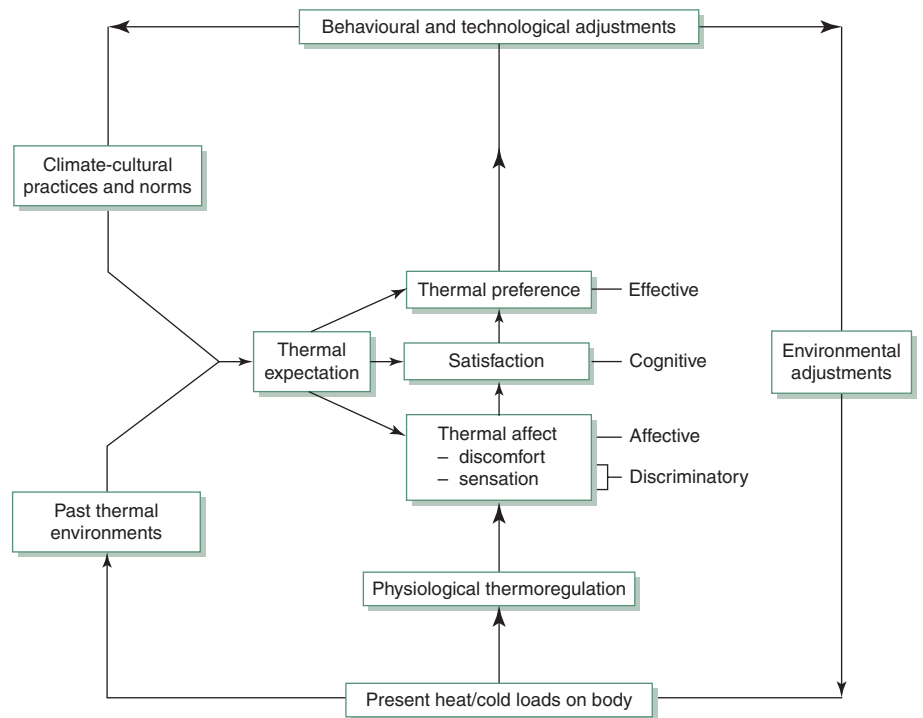 Behavioural and technological adjustments
Climate-cultural
practices and norms
Thermal preference
Effective
Thermal
expectation
Satisfaction
Cognitive
Environmental
adjustments
Thermal affect
– discomfort
– sensation
Affective
Discriminatory
Past thermal
environments
Physiological thermoregulation
Present heat/cold loads on body